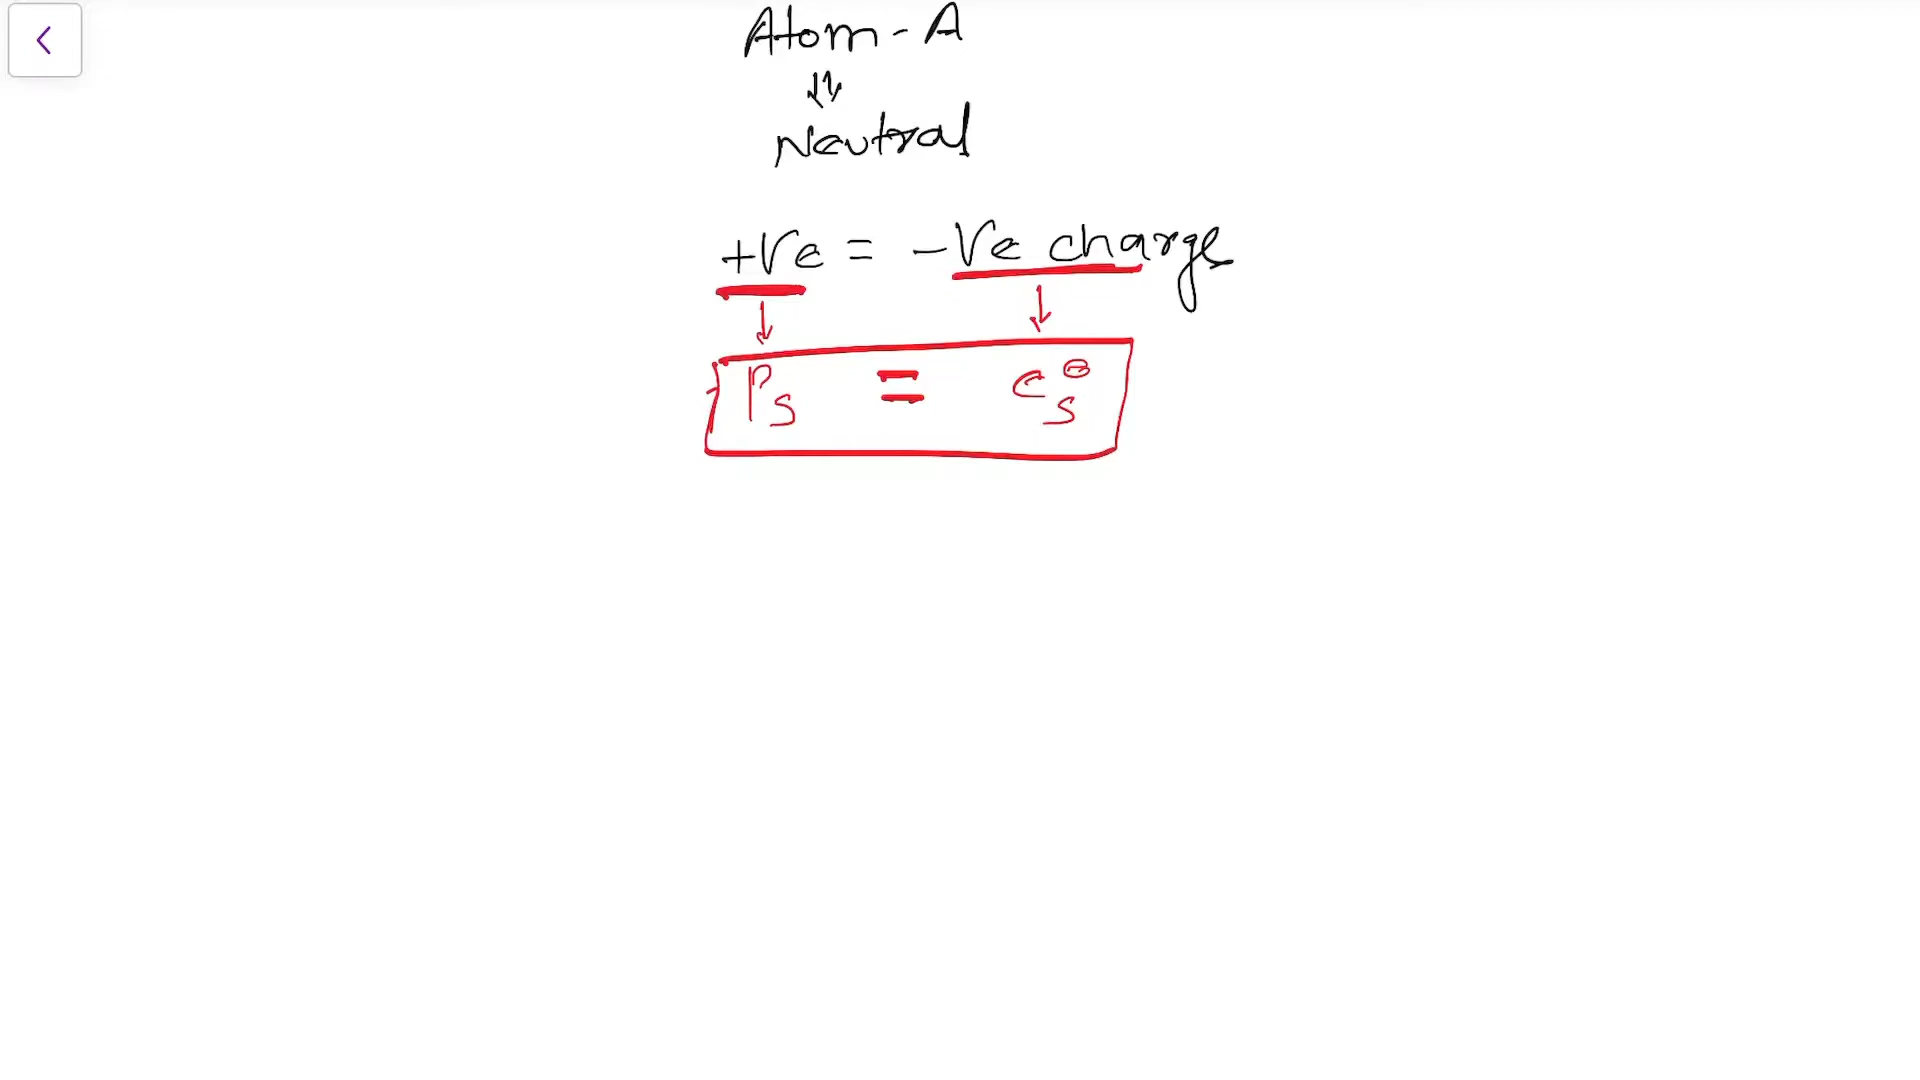 Atom - A
⇓
Neutral
+ve = -ve charge
↓ ↓
Ps = e⊖s